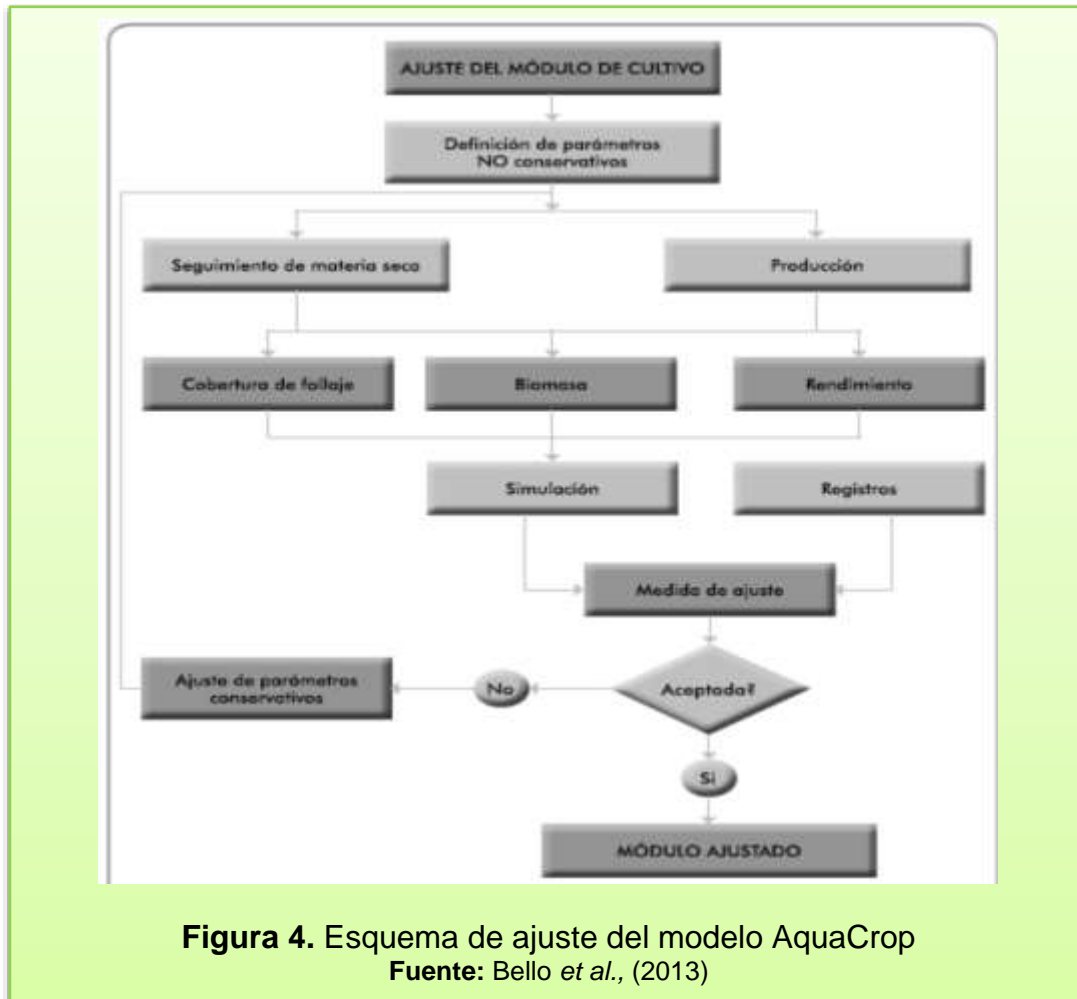 AJUSTE DEL MÓDULO DE CULTIVO
Definición de parámetros
NO conservativos
Seguimiento de materia seca
Producción
Cobertura de follaje
Biomasa
Rendimiento
Simulación
Registros
Medida de ajuste
Ajuste de parámetros
conservativos
No
Aceptada?
Si
MÓDULO AJUSTADO
Figura 4. Esquema de ajuste del modelo AquaCrop
Fuente: Bello et al., (2013)